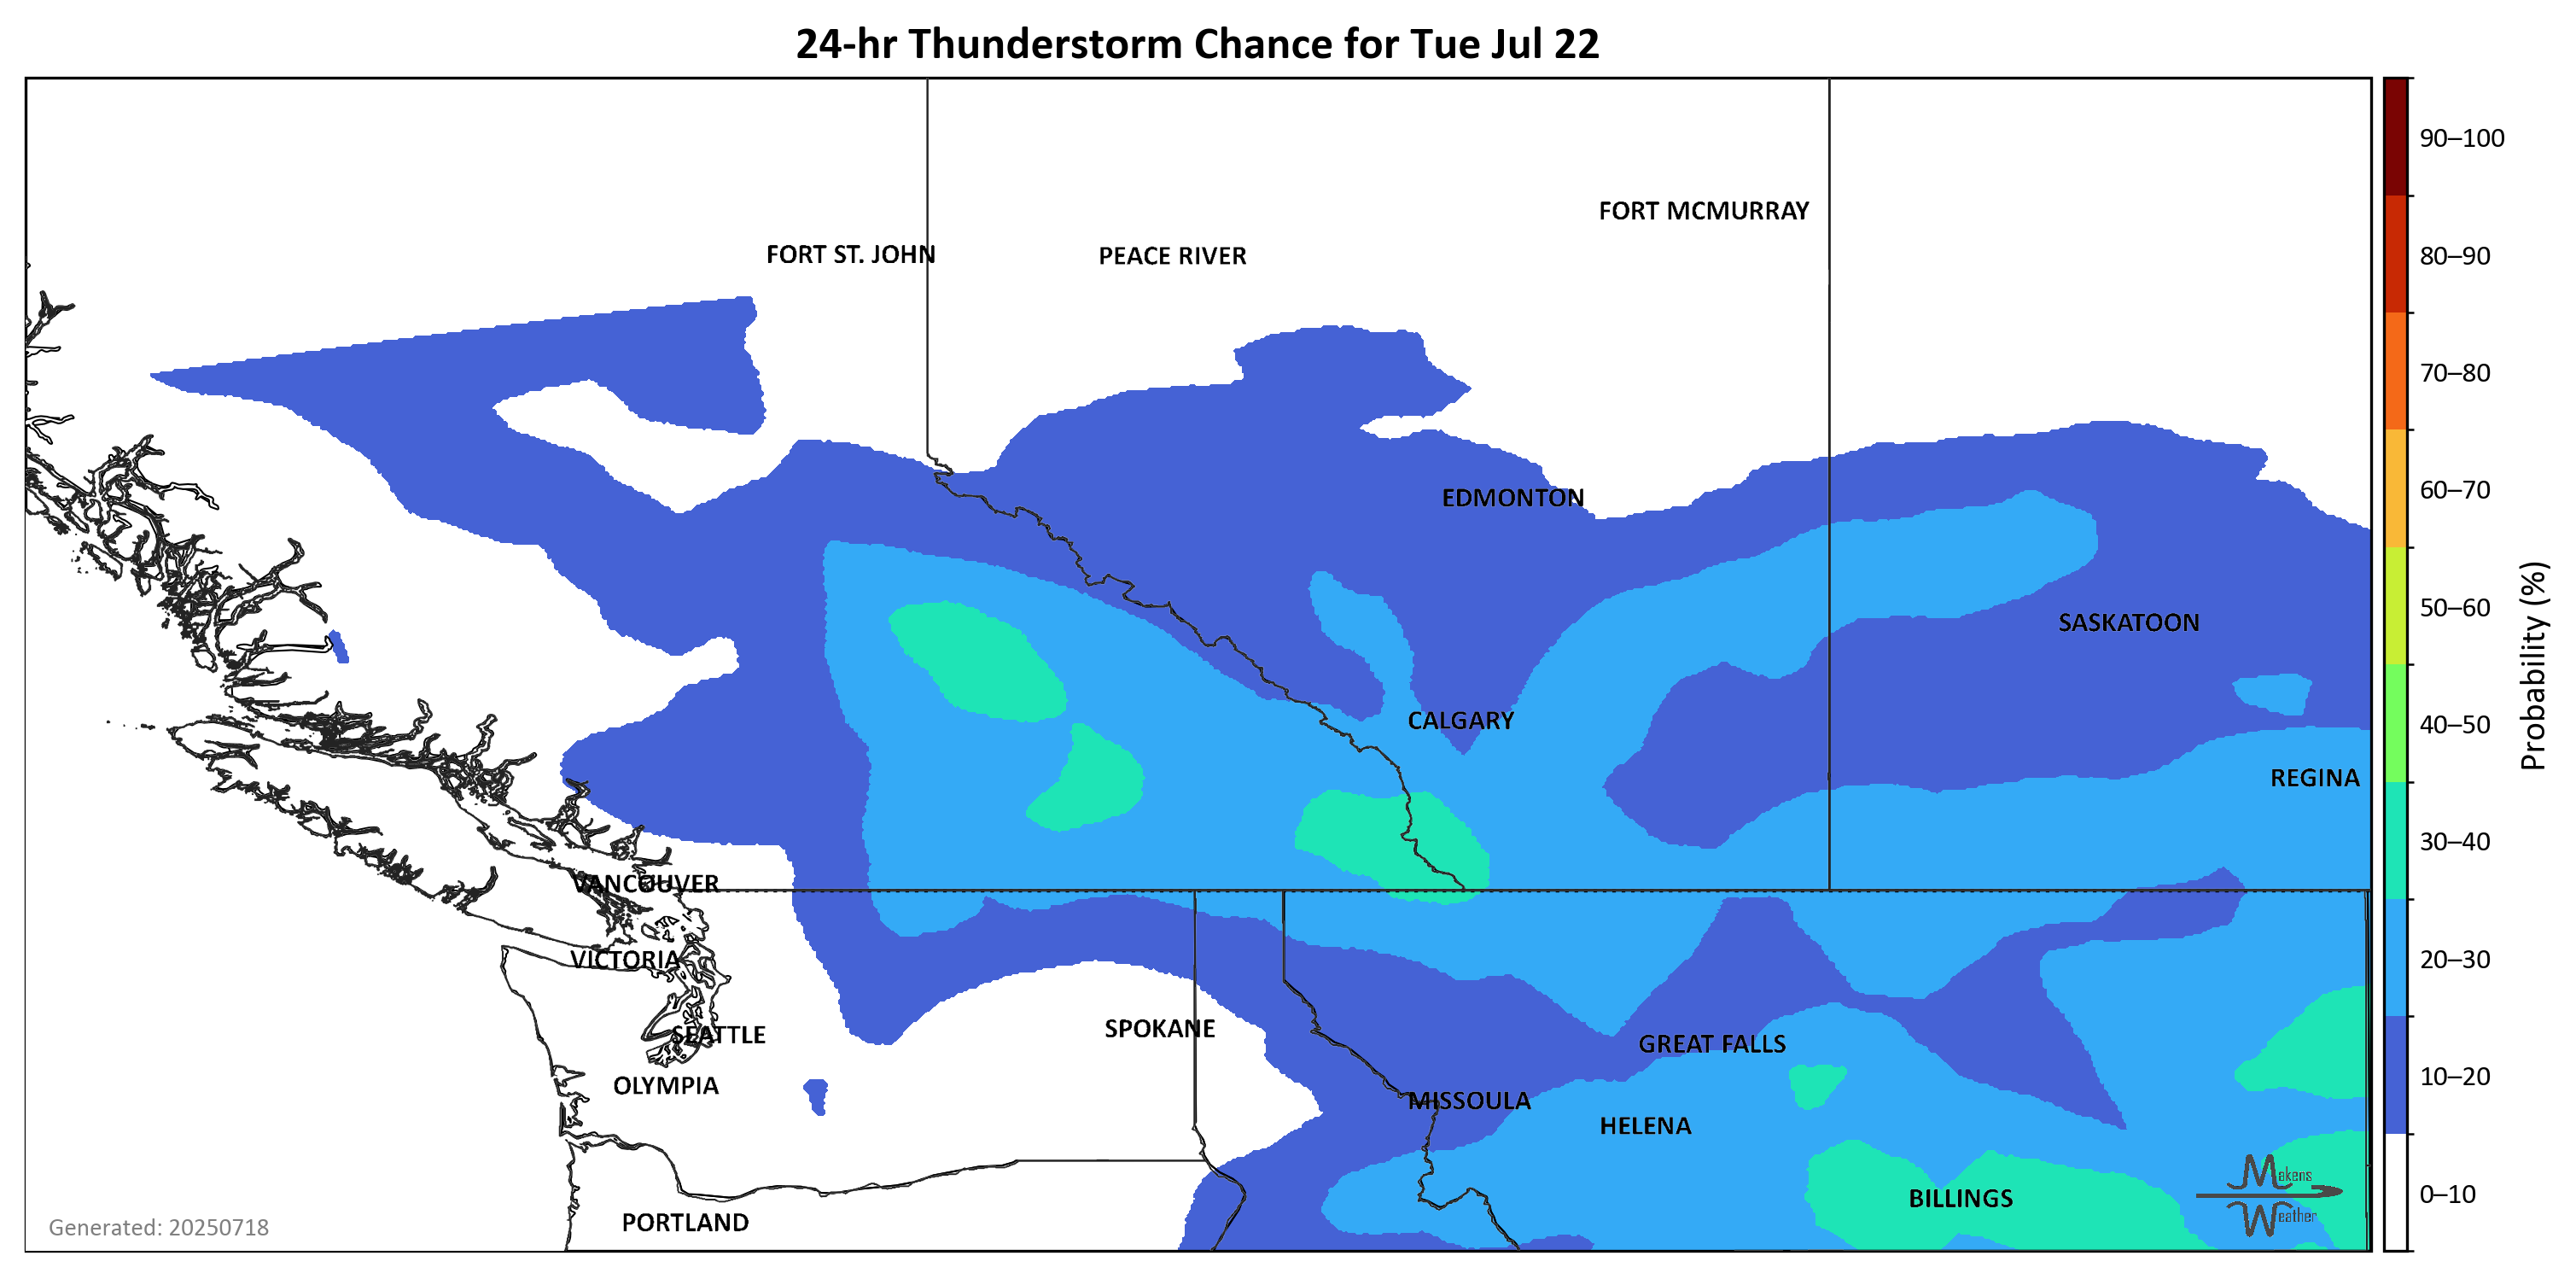 24-hr Thunderstorm Chance for Tue Jul 22
FORT MCMURRAY
FORT ST. JOHN
PEACE RIVER
EDMONTON
SASKATOON
CALGARY
REGINA
VANCOUVER
VICTORIA
SEATTLE
SPOKANE
GREAT FALLS
OLYMPIA
MISSOULA
HELENA
BILLINGS
PORTLAND
Makens
Weather
Generated: 20250718
90–100
80–90
70–80
60–70
50–60
40–50
30–40
20–30
10–20
0–10
Probability (%)